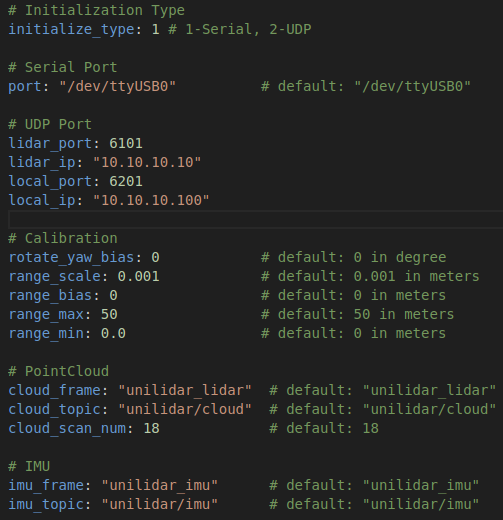 # Initialization Type
initialize_type: 1 # 1-Serial, 2-UDP
# Serial Port
port: "/dev/ttyUSB0" # default: "/dev/ttyUSB0"
# UDP Port
lidar_port: 6101
lidar_ip: "10.10.10.10"
local_port: 6201
local_ip: "10.10.10.100"
# Calibration
rotate_yaw_bias: 0 # default: 0 in degree
range_scale: 0.001 # default: 0.001 in meters
range_bias: 0 # default: 0 in meters
range_max: 50 # default: 50 in meters
range_min: 0.0 # default: 0 in meters
# PointCloud
cloud_frame: "unilidar_lidar" # default: "unilidar_lidar"
cloud_topic: "unilidar/cloud" # default: "unilidar/cloud"
cloud_scan_num: 18 # default: 18
# IMU
imu_frame: "unilidar_imu" # default: "unilidar_imu"
imu_topic: "unilidar/imu" # default: "unilidar/imu"